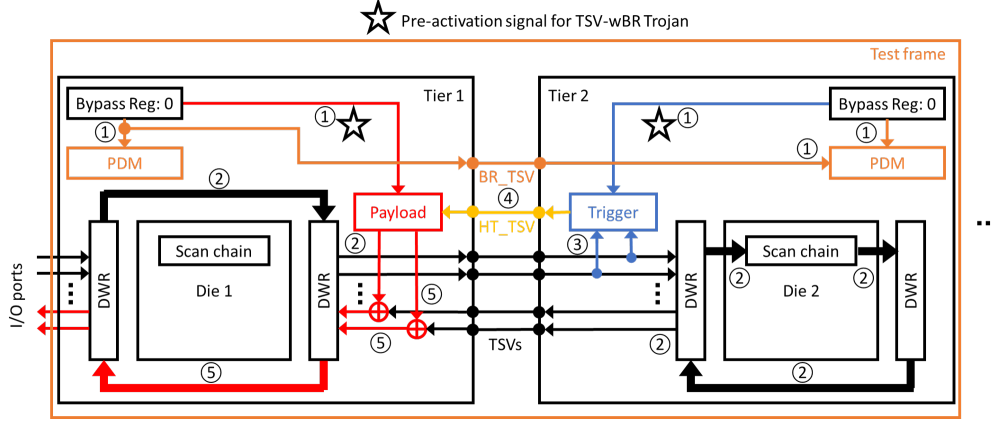 Pre-activation signal for TSV-wBR Trojan
Test frame
Tier 1
Bypass Reg: 0
①
①
PDM
Tier 2
Bypass Reg: 0
①
①
①
PDM
BR_TSV
②
④
HT_TSV
Payload
Trigger
②
③
⑤
I/O ports
DWR
Scan chain
Die 1
DWR
DWR
②
Scan chain
②
Die 2
DWR
⑤
TSVs
②
⑤
②